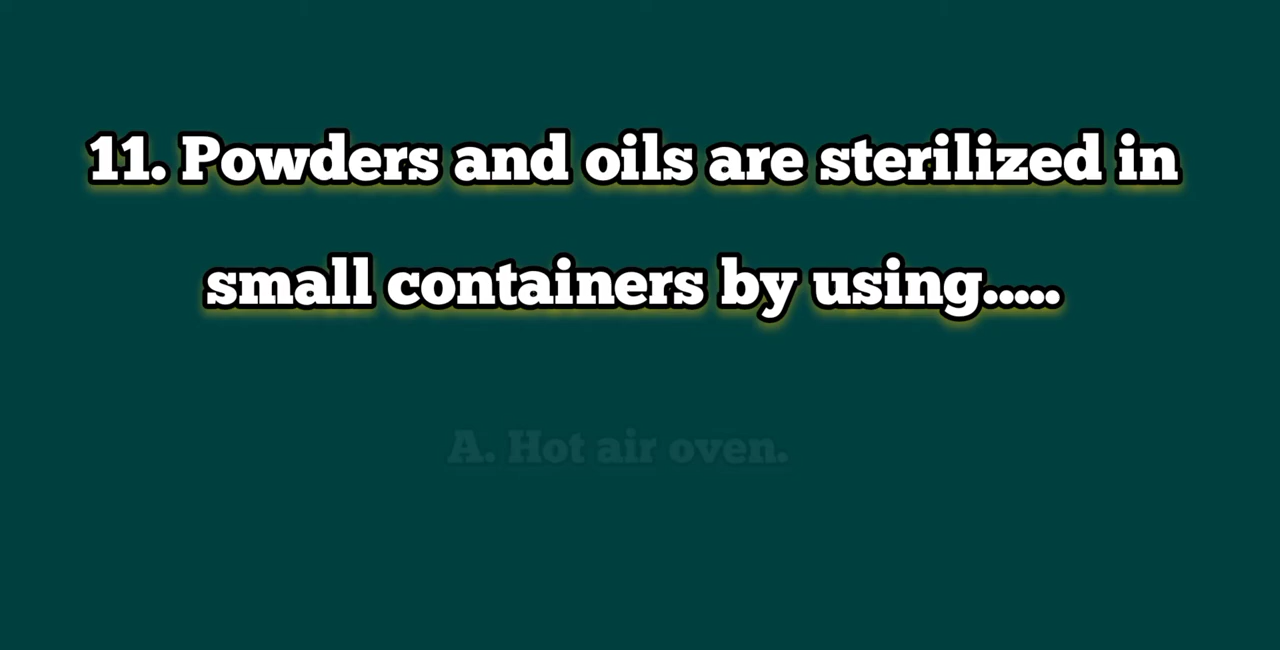 11. Powders and oils are sterilized in
small containers by using.....
A. Hot air oven.